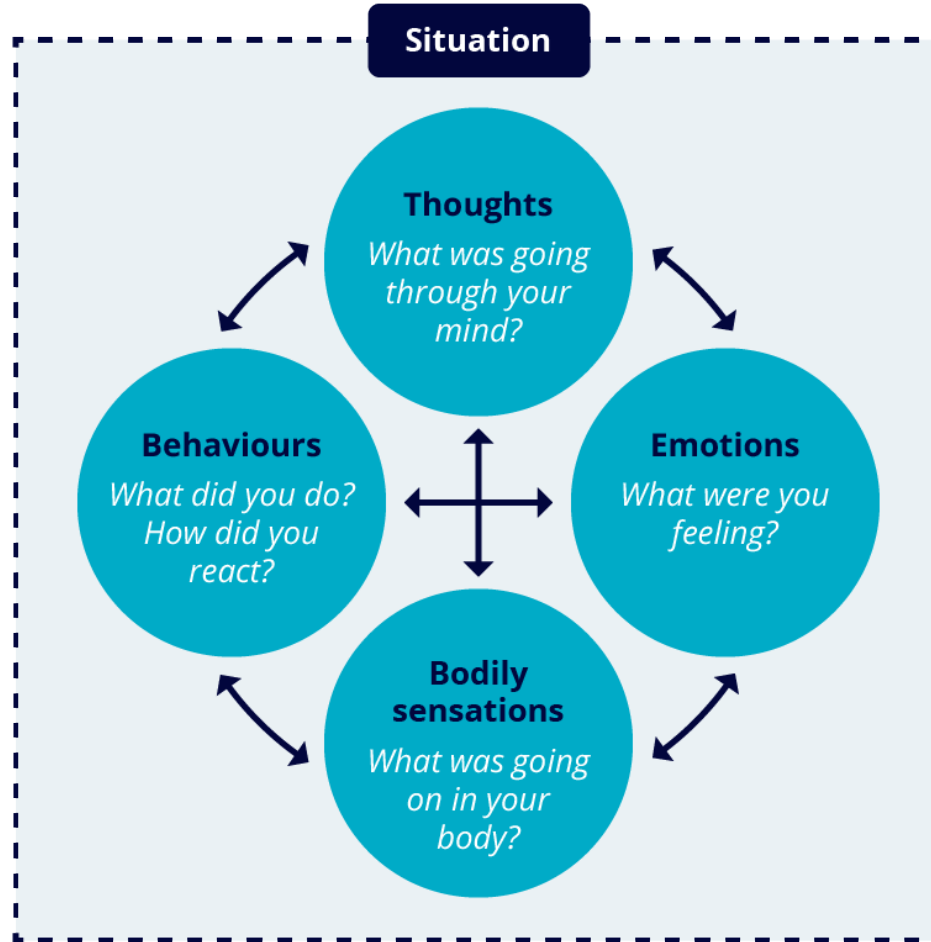 Situation
Thoughts
What was going
through your
mind?
Behaviours
What did you do?
How did you
react?
Emotions
What were you
feeling?
Bodily
sensations
What was going
on in your
body?